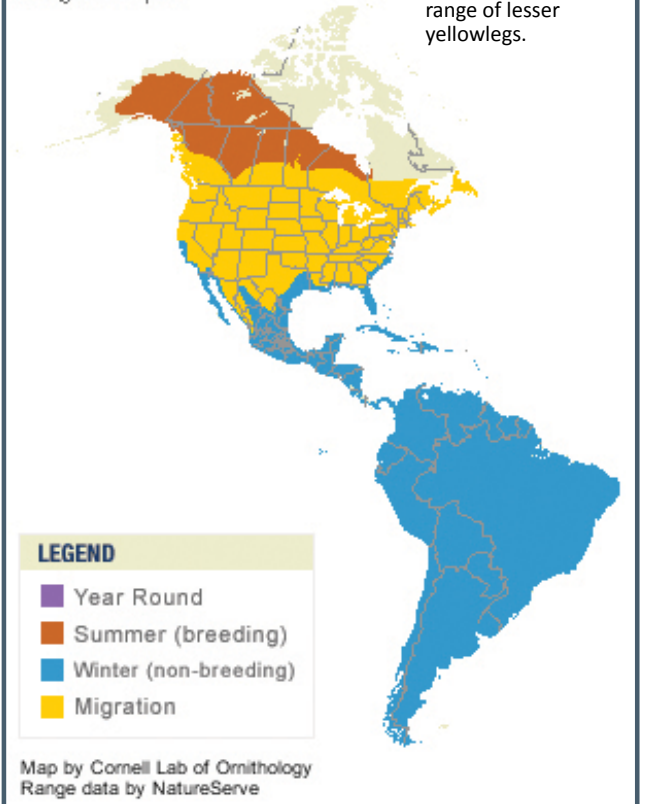 range of lesser
yellowlegs.
LEGEND
Year Round
Summer (breeding)
Winter (non-breeding)
Migration
Map by Cornell Lab of Ornithology
Range data by NatureServe